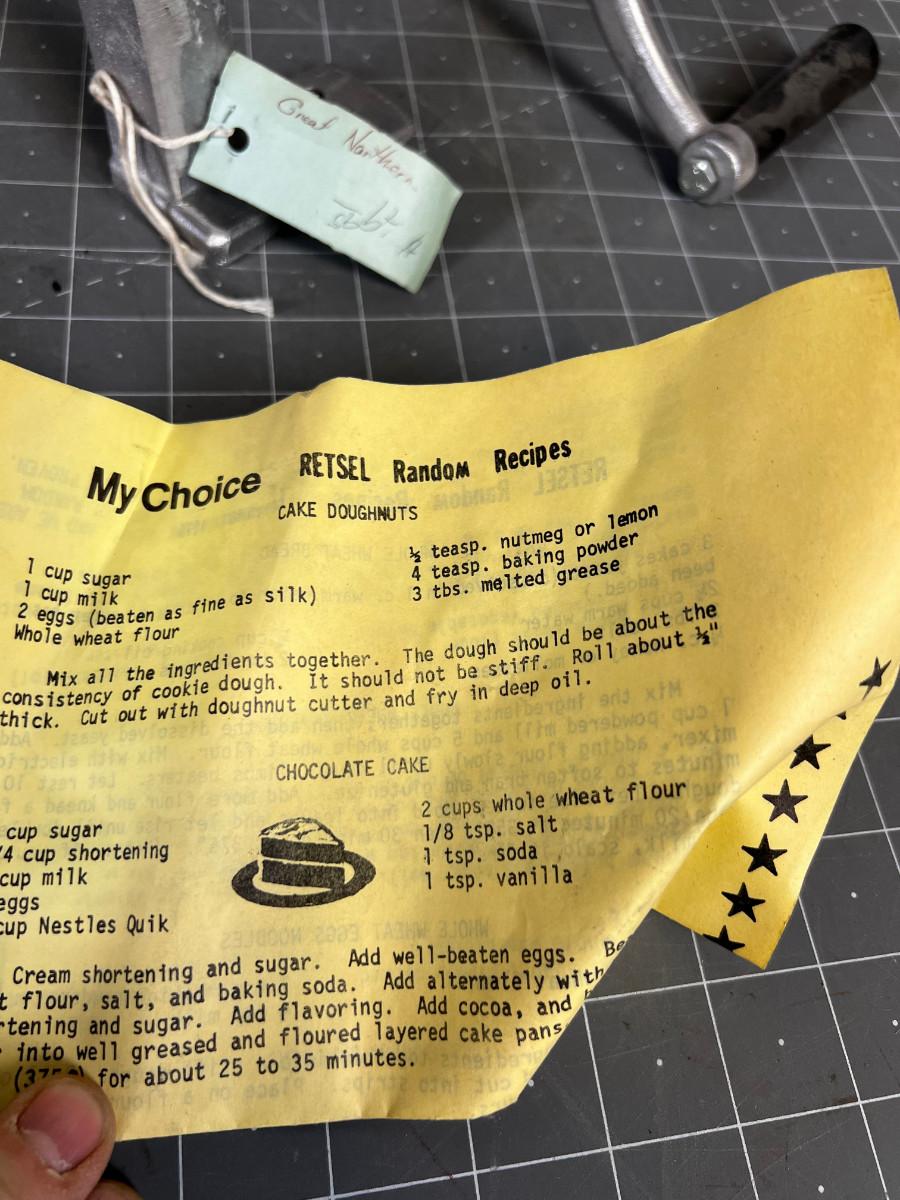 Great Northern
My Choice RETSEL Random Recipes
CAKE DOUGHNUTS
1 cup sugar
1 cup milk
2 eggs (beaten as fine as silk)
Whole wheat flour
½ teasp. nutmeg or lemon
4 teasp. baking powder
3 tbs. melted grease
Mix all the ingredients together. The dough should be about the
consistency of cookie dough. It should not be stiff. Roll about ½"
thick. Cut out with doughnut cutter and fry in deep oil.
CHOCOLATE CAKE
cup sugar
/4 cup shortening
cup milk
eggs
cup Nestles Quik
2 cups whole wheat flour
1/8 tsp. salt
1 tsp. soda
1 tsp. vanilla
Cream shortening and sugar. Add well-beaten eggs.
flour, salt, and baking soda. Add alternately with
and sugar. Add flavoring. Add cocoa, and
into well greased and floured layered cake pans
for about 25 to 35 minutes.